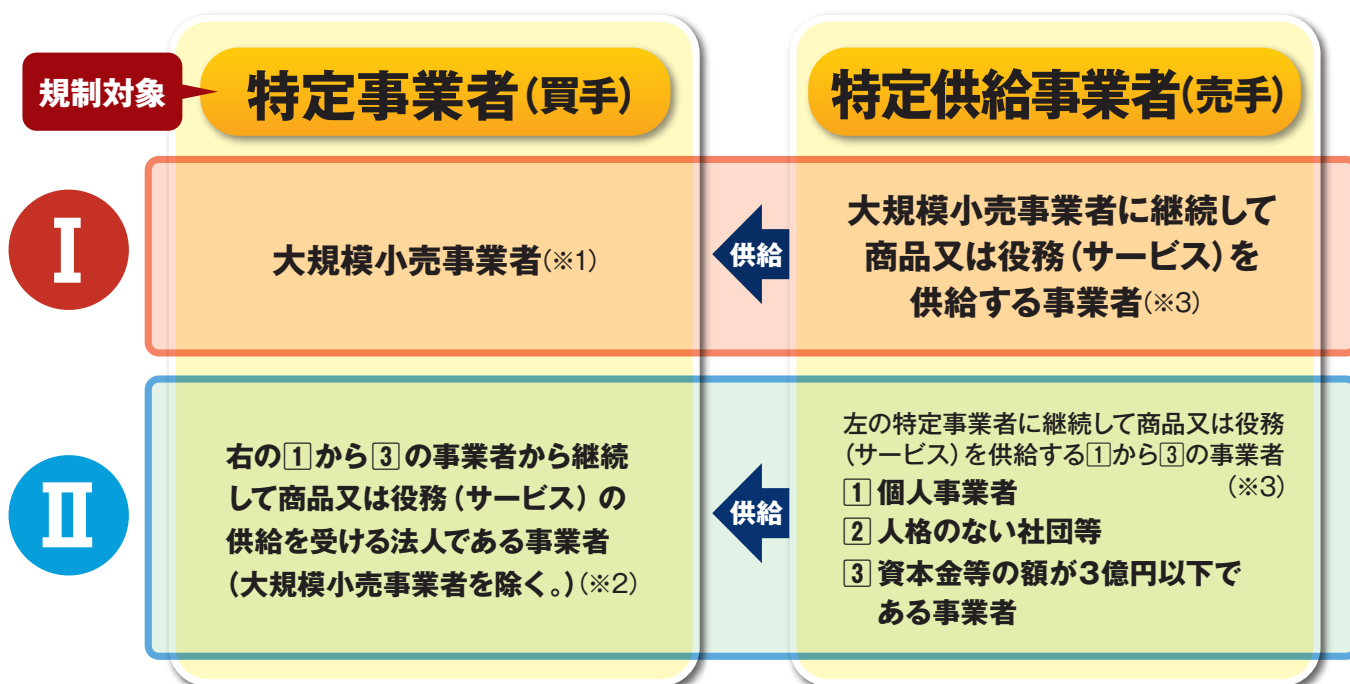 規制対象
特定事業者(買手)
特定供給事業者(売手)
Ⅰ
大規模小売事業者(※1)
供給
大規模小売事業者に継続して
商品又は役務(サービス)を
供給する事業者(※3)
Ⅱ
右の1から3の事業者から継続
して商品又は役務(サービス)の
供給を受ける法人である事業者
(大規模小売事業者を除く。)(※2)
供給
左の特定事業者に継続して商品又は役務
(サービス)を供給する1から3の事業者
(※3)
1 個人事業者
2 人格のない社団等
3 資本金等の額が3億円以下で
ある事業者